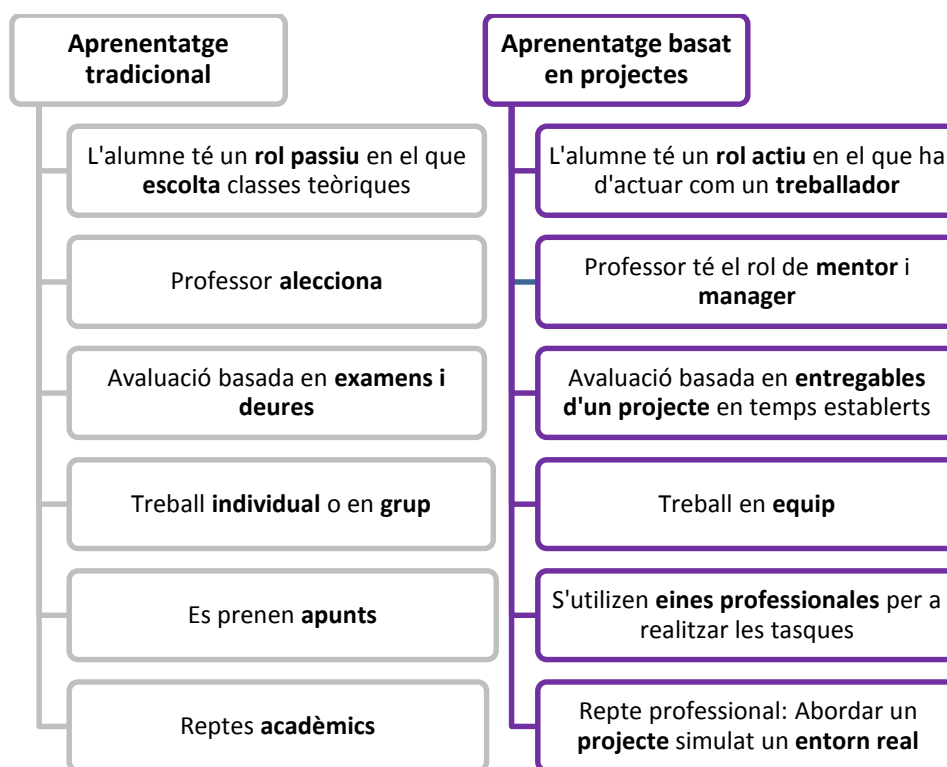 Aprenentatge
tradicional
L'alumne té un rol passiu en el que
escolta classes teòriques
Professor alecciona
Avaluació basada en examens i
deures
Treball individual o en grup
Es prenen apunts
Reptes acadèmics
Aprenentatge basat
en projectes
L'alumne té un rol actiu en el que ha
d'actuar com un treballador
Professor té el rol de mentor i
manager
Avaluació basada en entregables
d'un projecte en temps establerts
Treball en equip
S'utilitzen eines professionales per a
realitzar les tasques
Repte professional: Abordar un
projecte simulat un entorn real